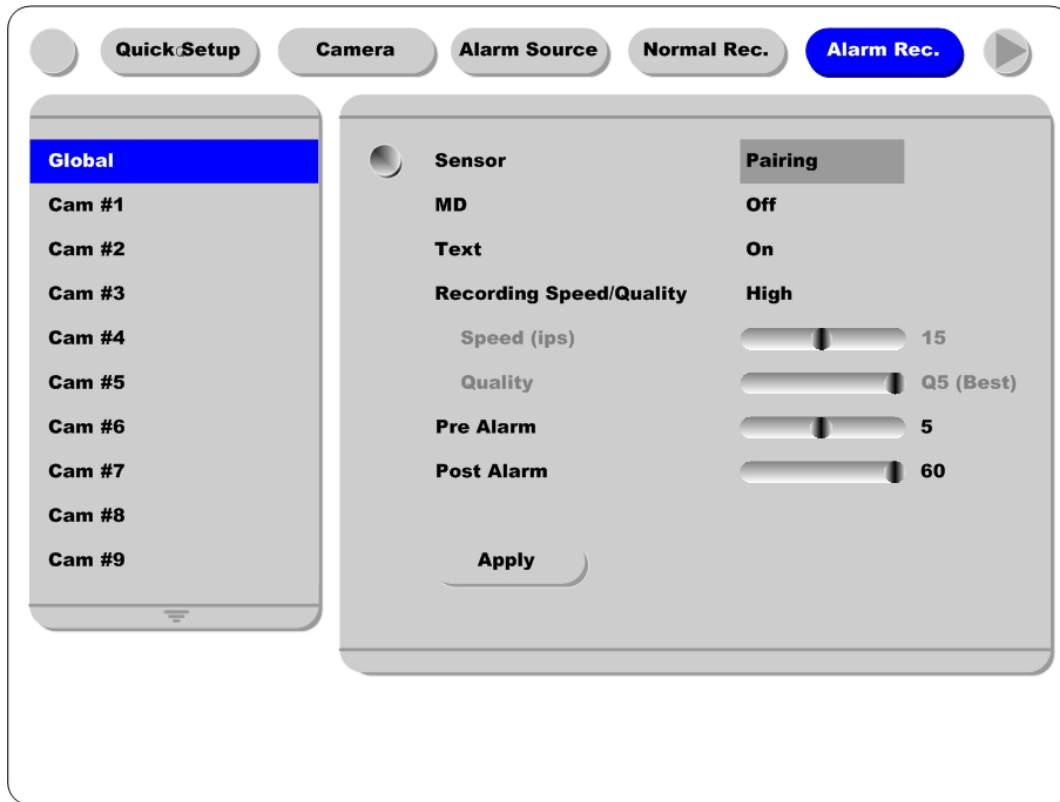 Quick Setup
Camera
Alarm Source
Normal Rec.
Alarm Rec.
Global
Cam #1
Cam #2
Cam #3
Cam #4
Cam #5
Cam #6
Cam #7
Cam #8
Cam #9
Sensor Pairing
MD Off
Text On
Recording Speed/Quality High
Speed (ips) 15
Quality Q5 (Best)
Pre Alarm 5
Post Alarm 60
Apply